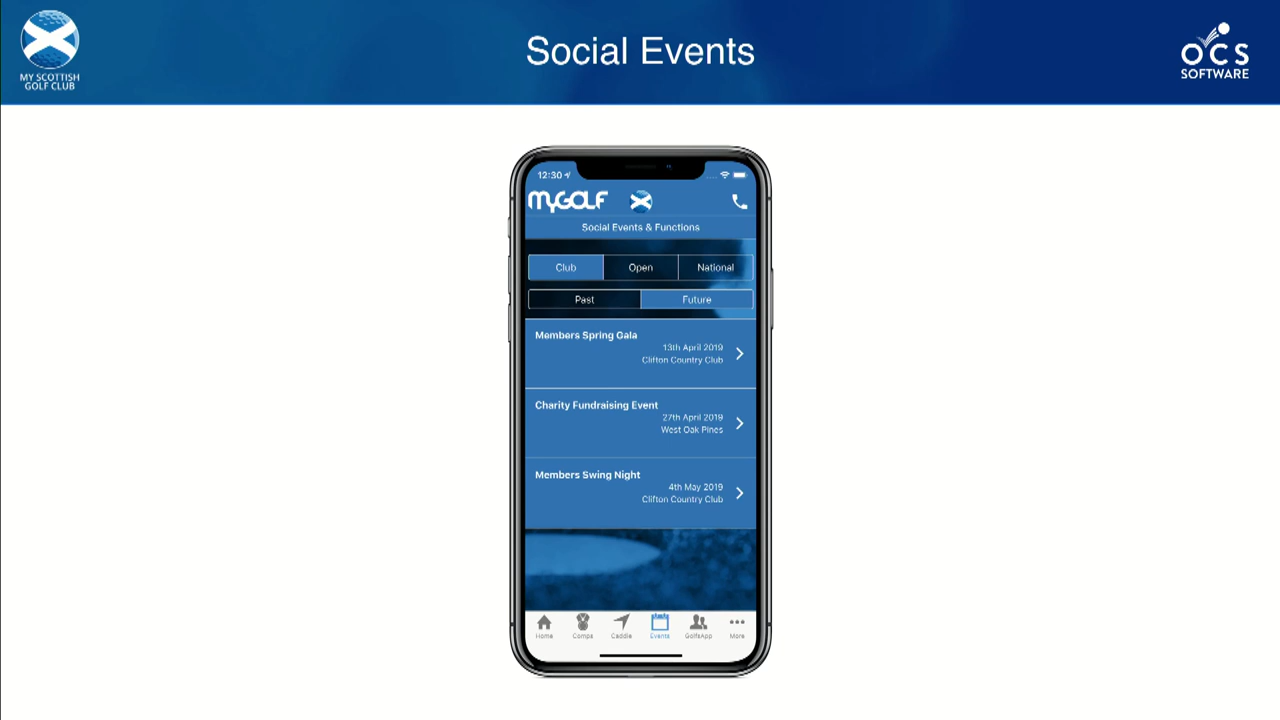 Social Events
MY SCOTTISH
GOLF CLUB
OCS
SOFTWARE
12:30
MYGOLF
Social Events & Functions
Club Open National
Past Future
Members Spring Gala
13th April 2019
Clifton Country Club
Charity Fundraising Event
27th April 2019
West Oak Pines
Members Swing Night
4th May 2019
Clifton Country Club
Home Comps Caddie Events GolfsApp More